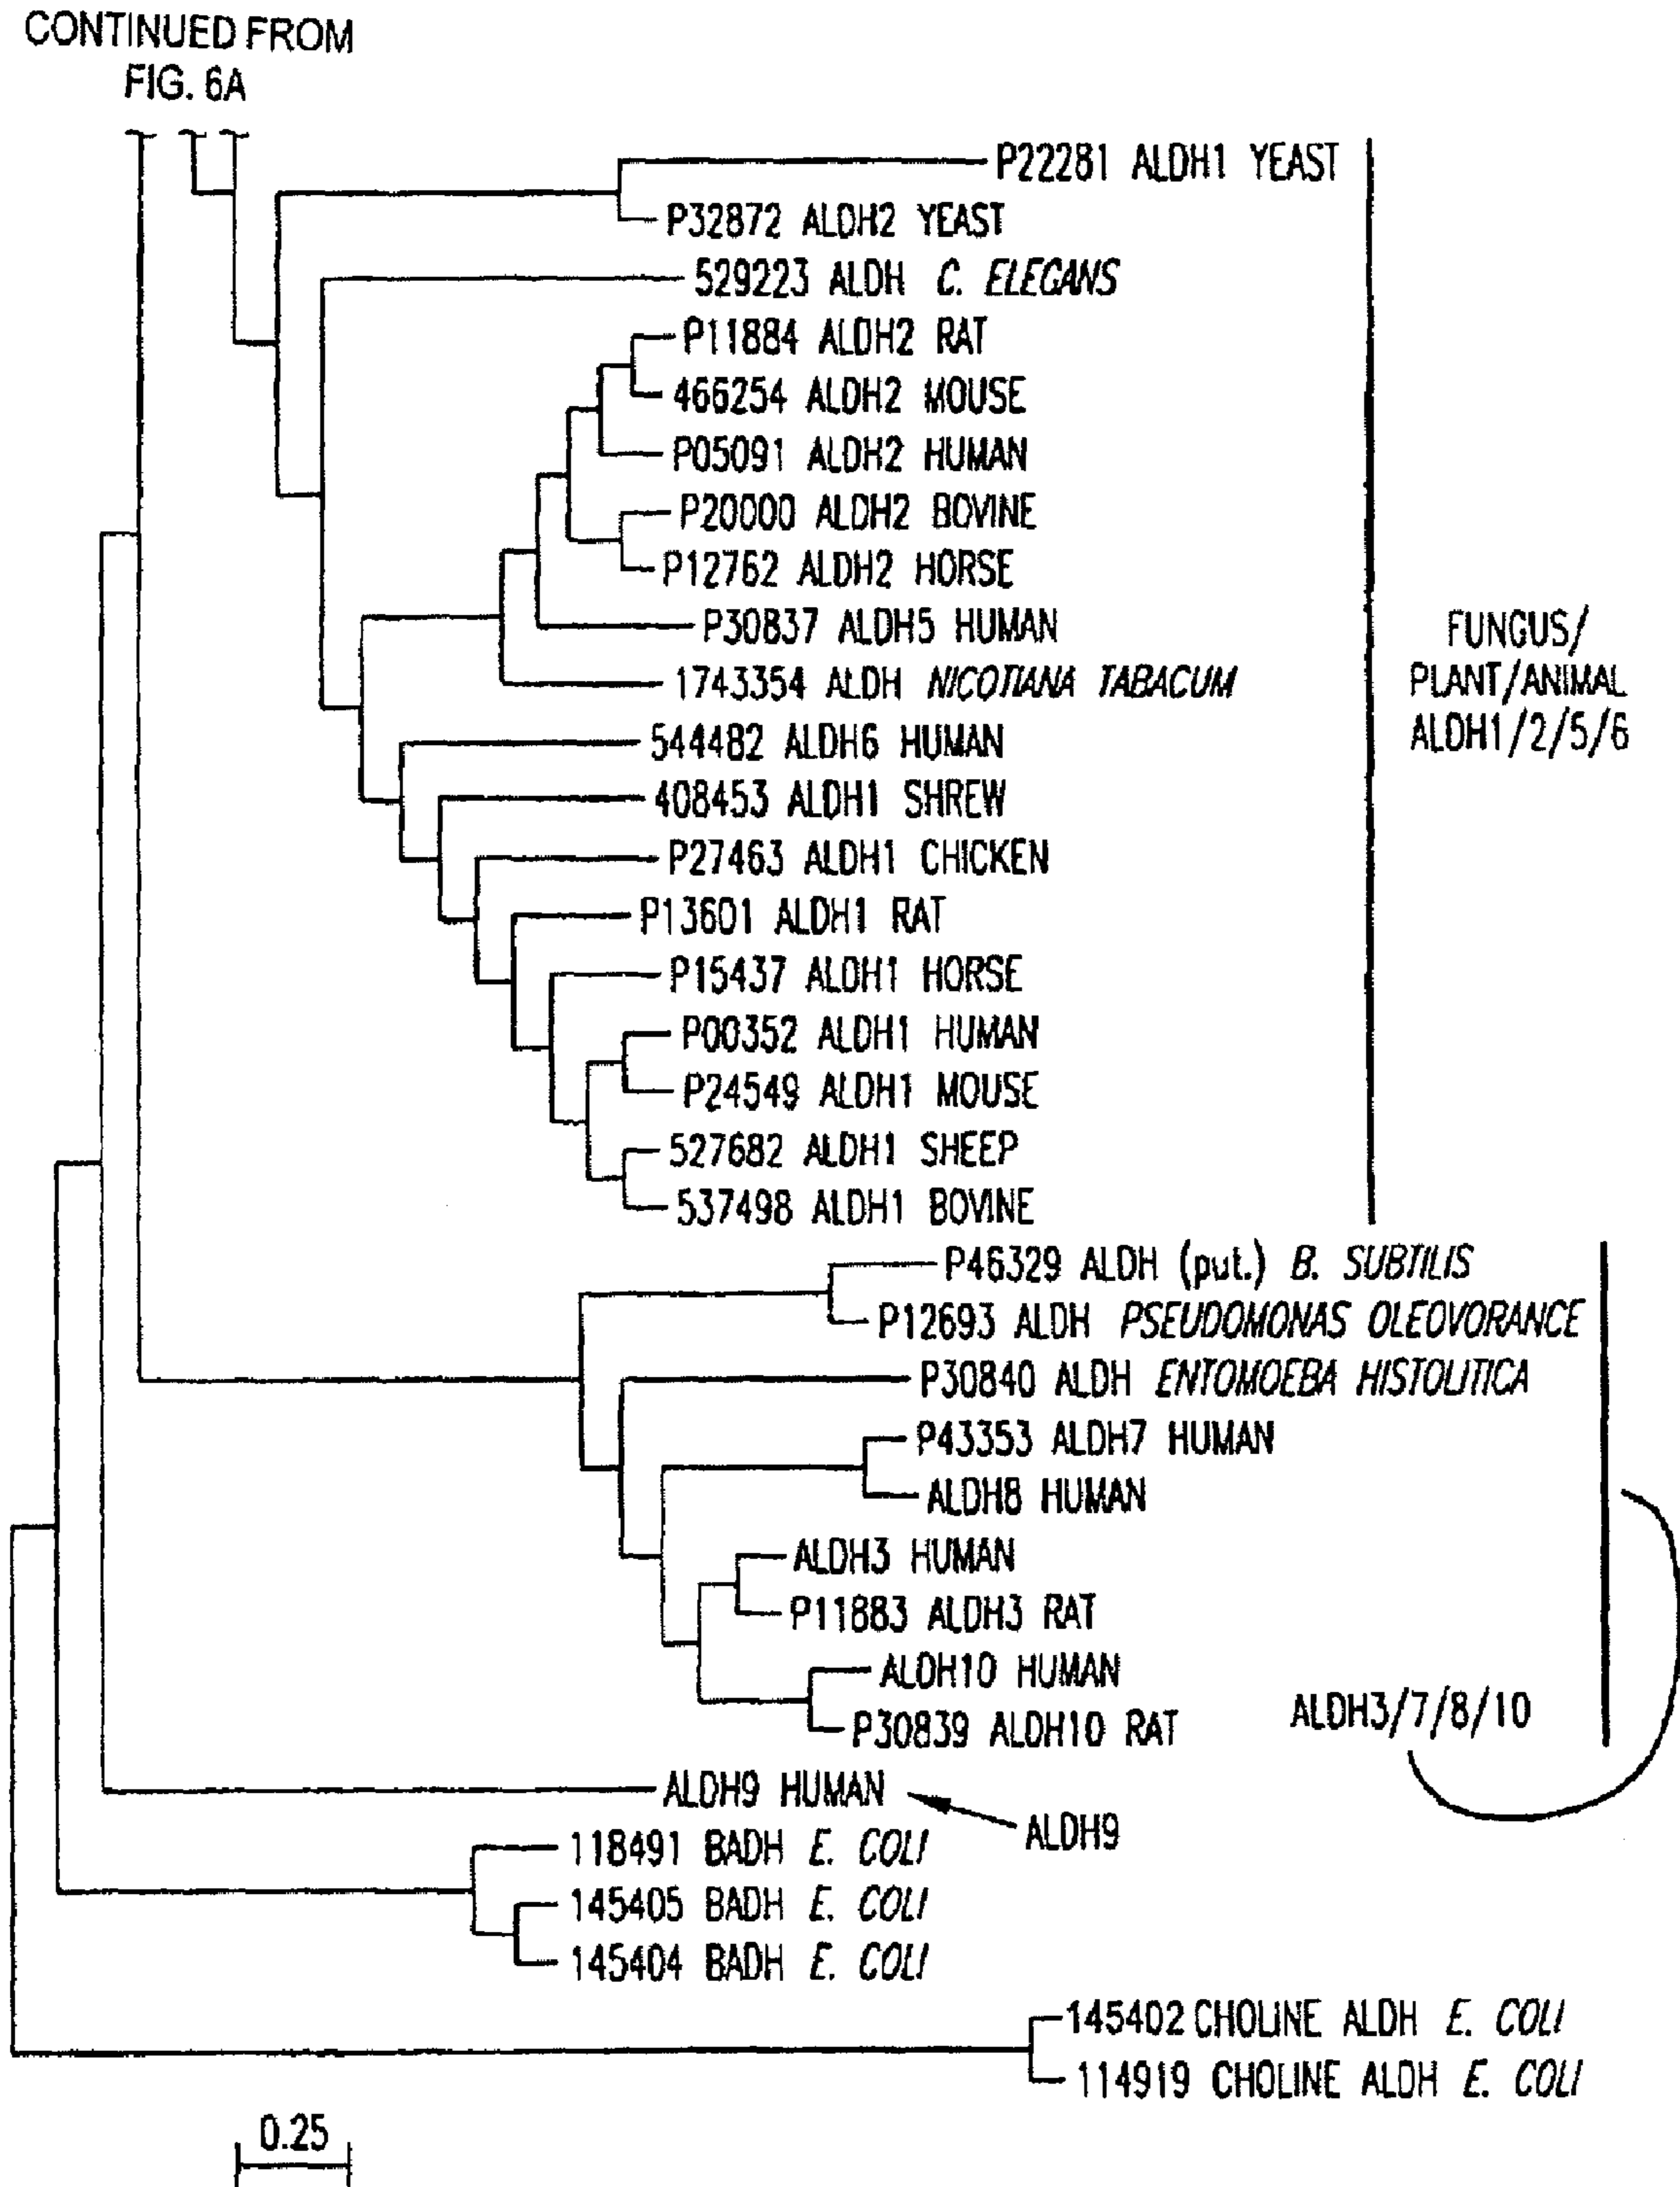 CONTINUED FROM
FIG. 6A
P22281 ALDH1 YEAST
P32872 ALDH2 YEAST
529223 ALDH C. ELEGANS
P11884 ALDH2 RAT
466254 ALDH2 MOUSE
P05091 ALDH2 HUMAN
P20000 ALDH2 BOVINE
P12762 ALDH2 HORSE
P30837 ALDH5 HUMAN
1743354 ALDH NICOTIANA TABACUM
544482 ALDH6 HUMAN
408453 ALDH1 SHREW
P27463 ALDH1 CHICKEN
P13601 ALDH1 RAT
P15437 ALDH1 HORSE
P00352 ALDH1 HUMAN
P24549 ALDH1 MOUSE
527682 ALDH1 SHEEP
537498 ALDH1 BOVINE
FUNGUS/
PLANT/ANIMAL
ALDH1/2/5/6
P46329 ALDH (put.) B. SUBTILIS
P12693 ALDH PSEUDOMONAS OLEOVORANCE
P30840 ALDH ENTOMOEBA HISTOLITICA
P43353 ALDH7 HUMAN
ALDH8 HUMAN
ALDH3 HUMAN
P11883 ALDH3 RAT
ALDH10 HUMAN
P30839 ALDH10 RAT
ALDH3/7/8/10
ALDH9 HUMAN
ALDH9
118491 BADH E. COLI
145405 BADH E. COLI
145404 BADH E. COLI
145402 CHOLINE ALDH E. COLI
114919 CHOLINE ALDH E. COLI
0.25